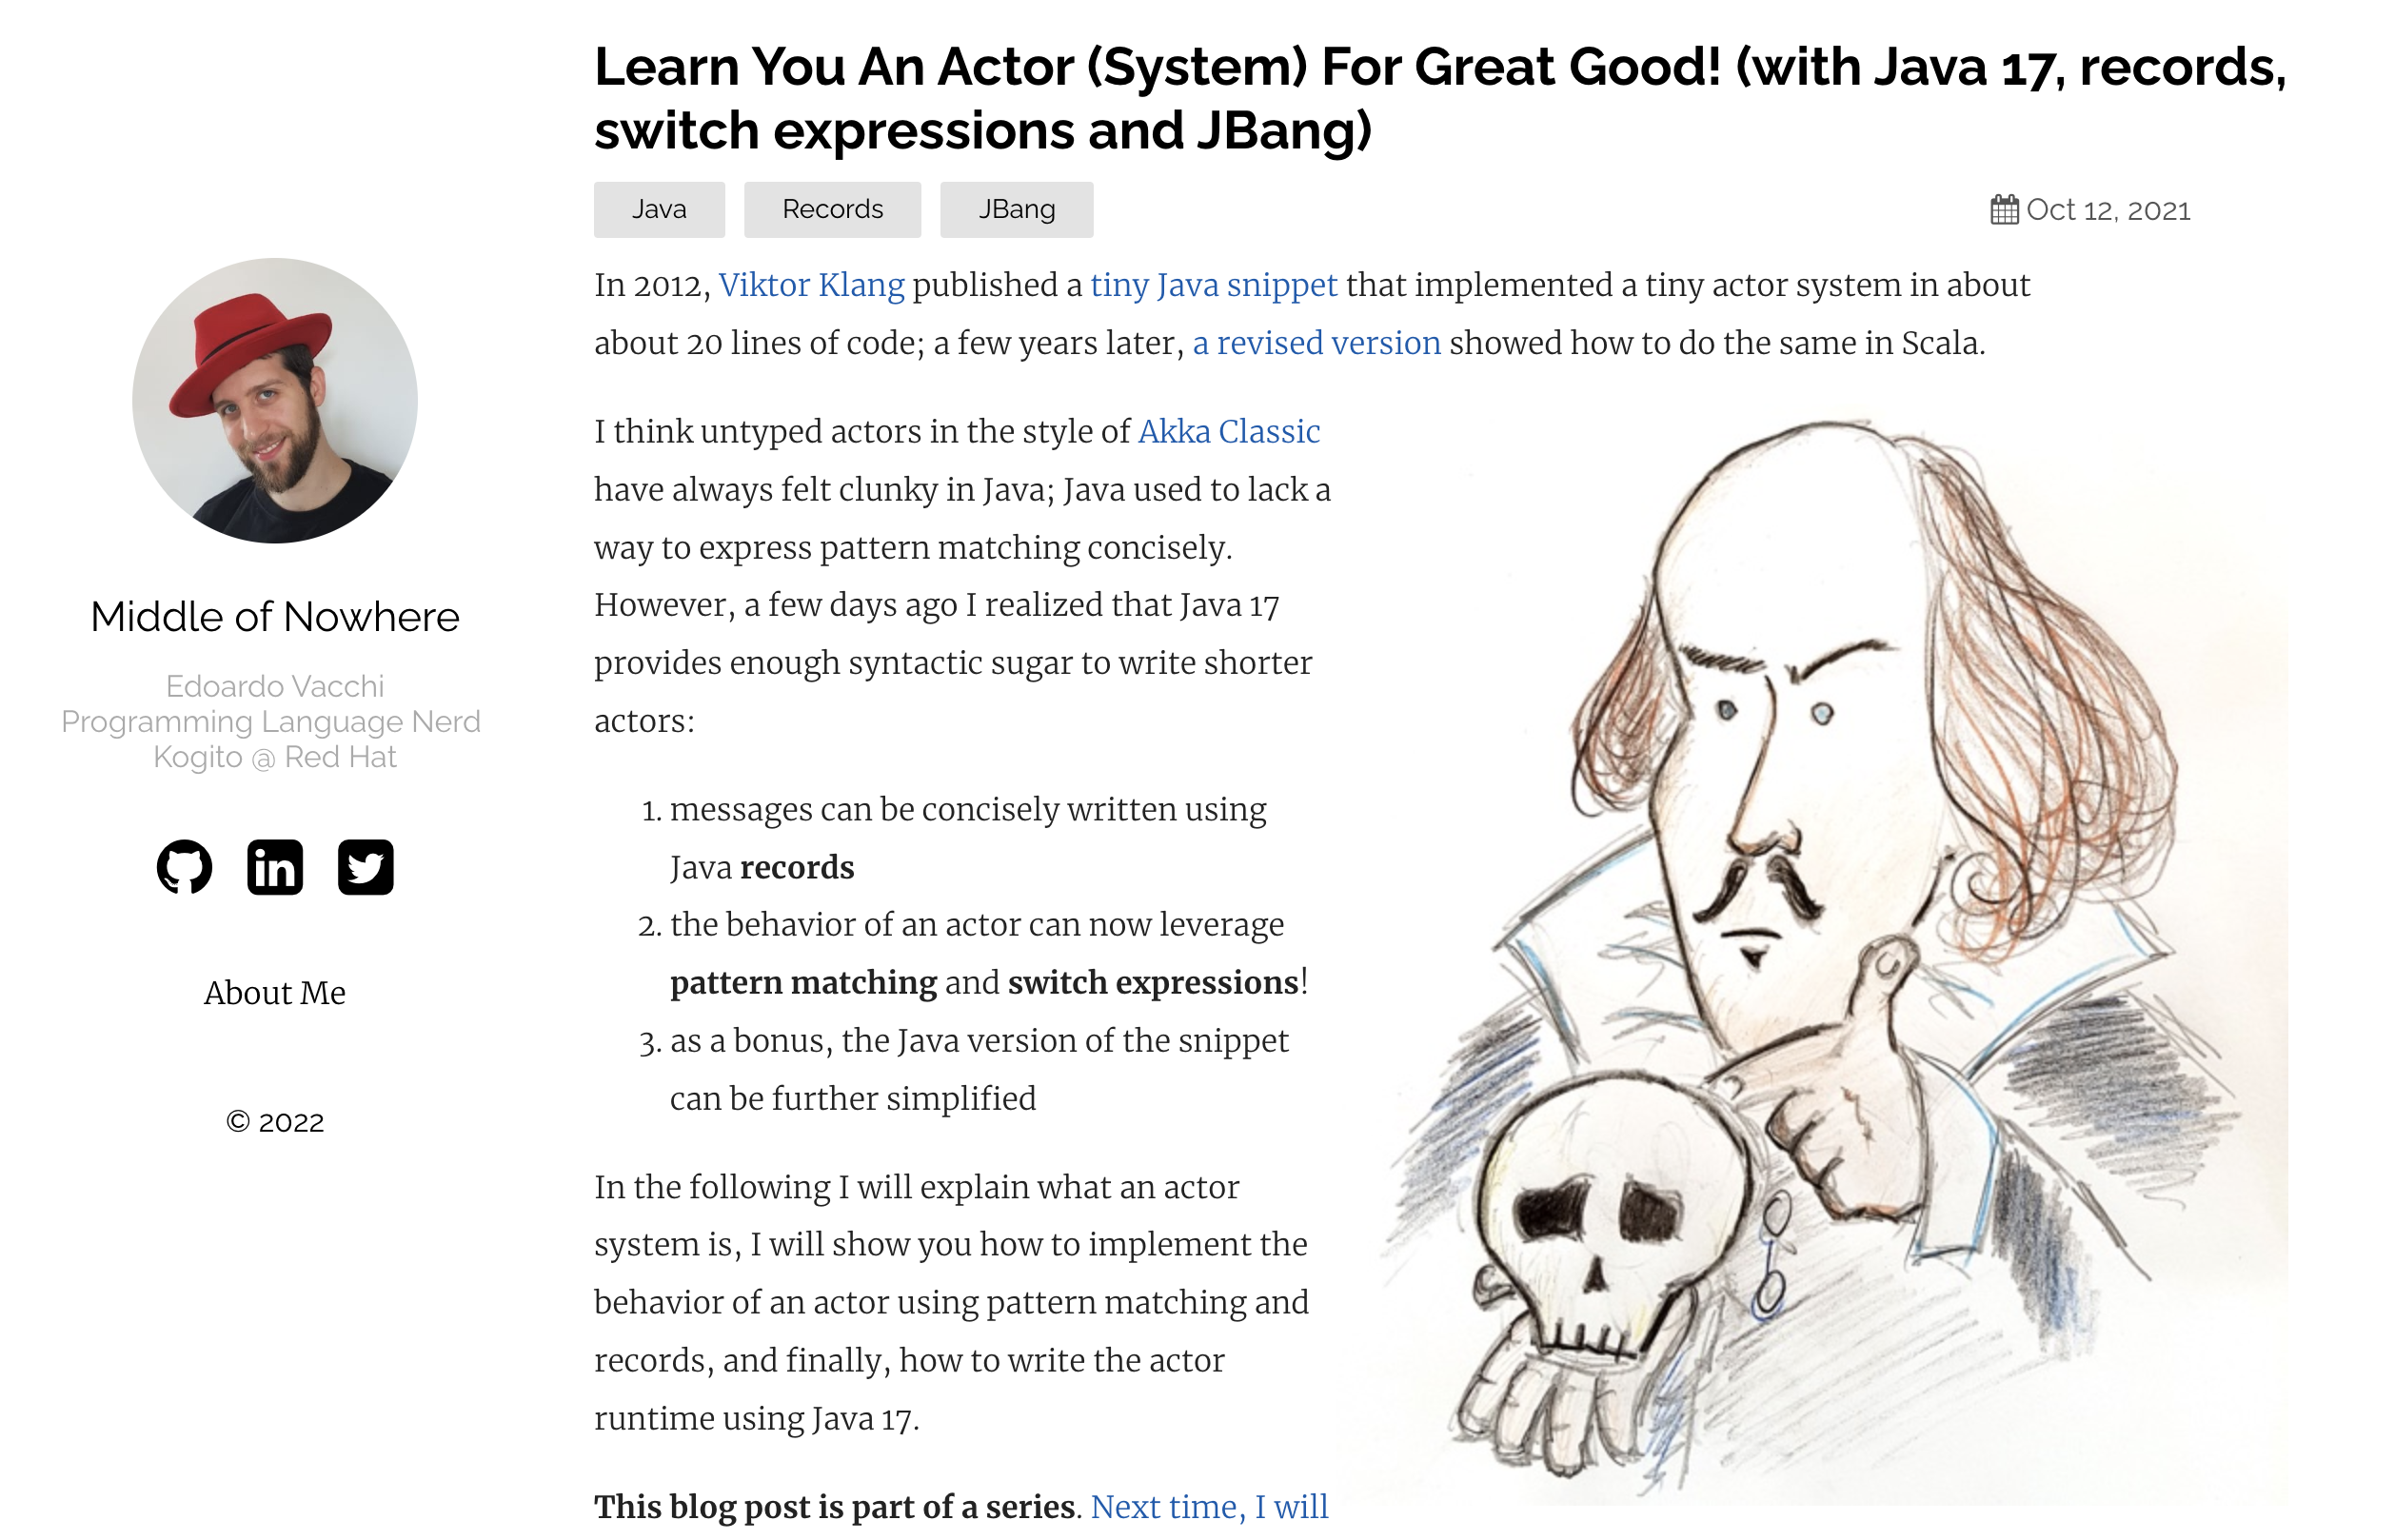 Learn You An Actor (System) For Great Good! (with Java 17, records,
switch expressions and JBang)
Java
Records
JBang
Oct 12, 2021
Middle of Nowhere
Edoardo Vacchi
Programming Language Nerd
Kogito @ Red Hat
in
About Me
© 2022
In 2012, Viktor Klang published a tiny Java snippet that implemented a tiny actor system in about
about 20 lines of code; a few years later, a revised version showed how to do the same in Scala.
I think untyped actors in the style of Akka Classic
have always felt clunky in Java; Java used to lack a
way to express pattern matching concisely.
However, a few days ago I realized that Java 17
provides enough syntactic sugar to write shorter
actors:
1. messages can be concisely written using
Java records
2. the behavior of an actor can now leverage
pattern matching and switch expressions!
3. as a bonus, the Java version of the snippet
can be further simplified
In the following I will explain what an actor
system is, I will show you how to implement the
behavior of an actor using pattern matching and
records, and finally, how to write the actor
runtime using Java 17.
This blog post is part of a series. Next time, I will